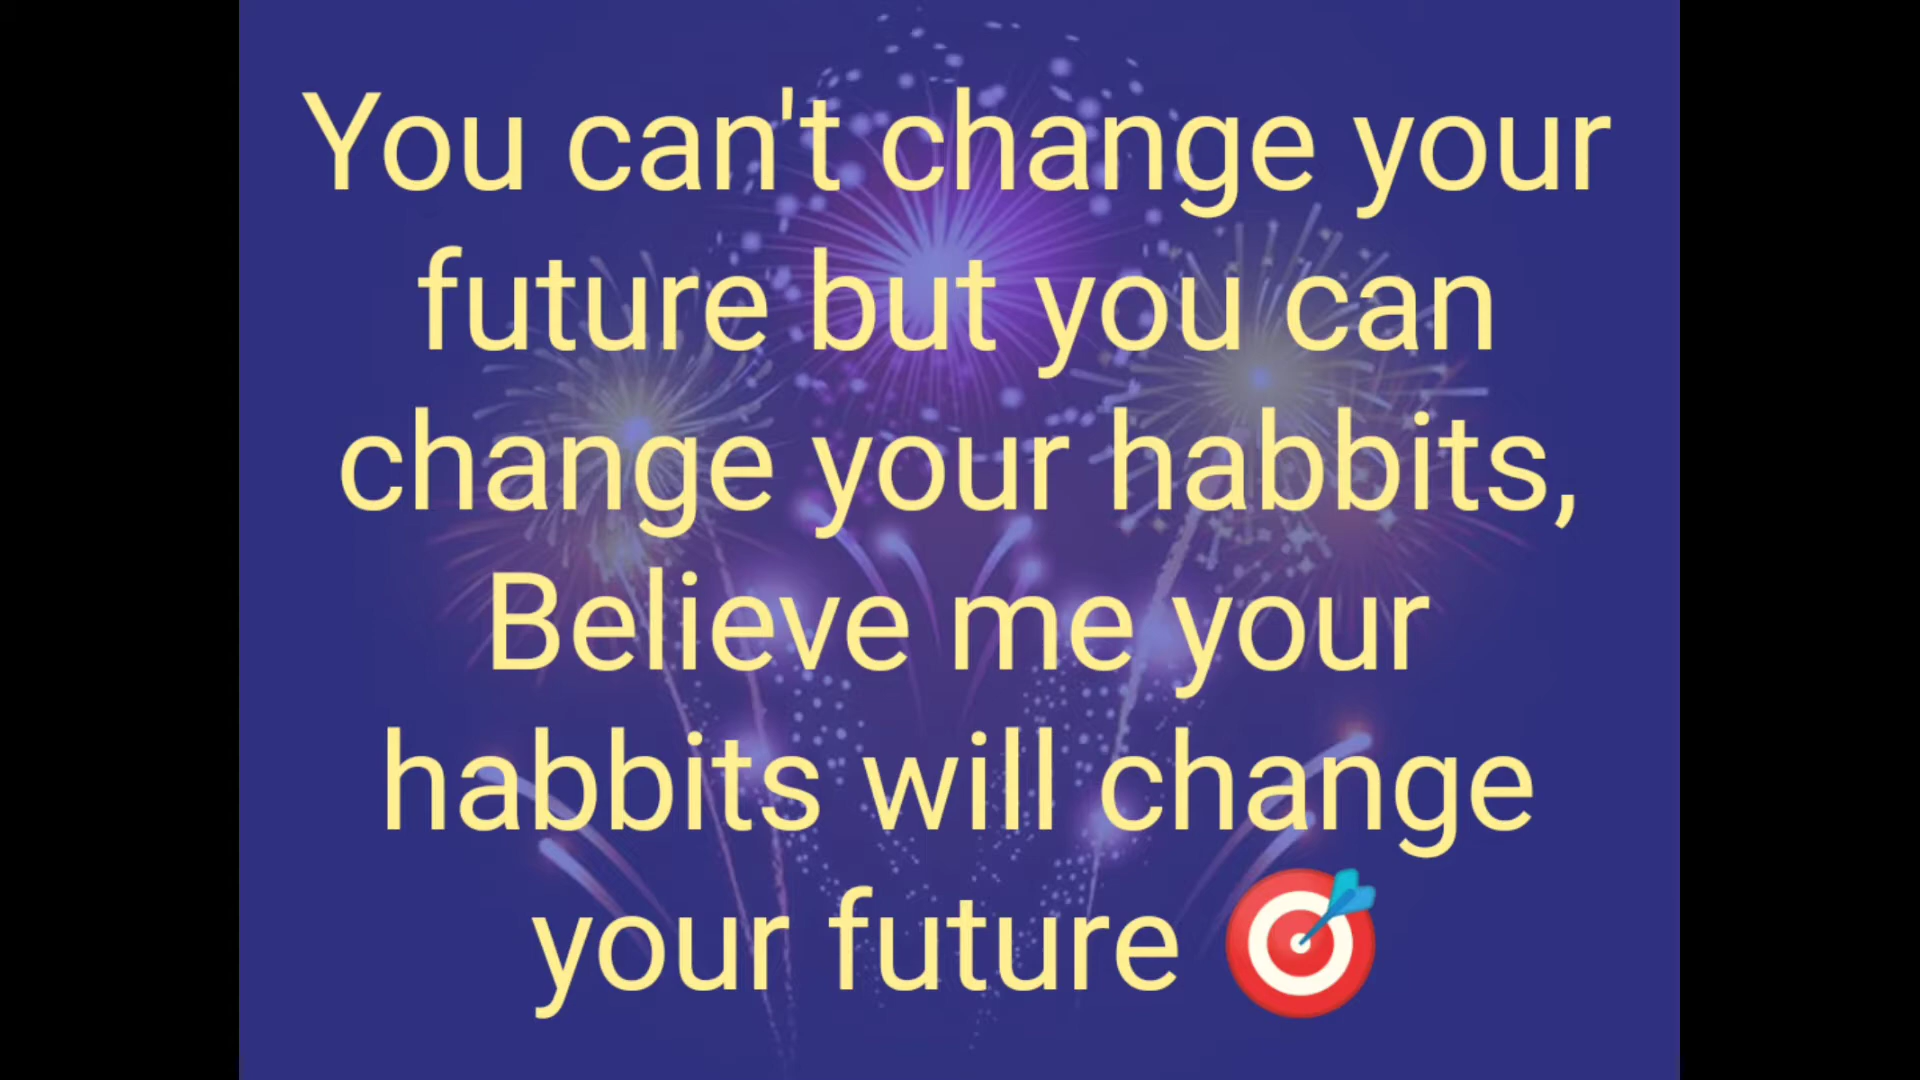 You can't change your
future but you can
change your habbits,
Believe me your
habbits will change
your future 🎯